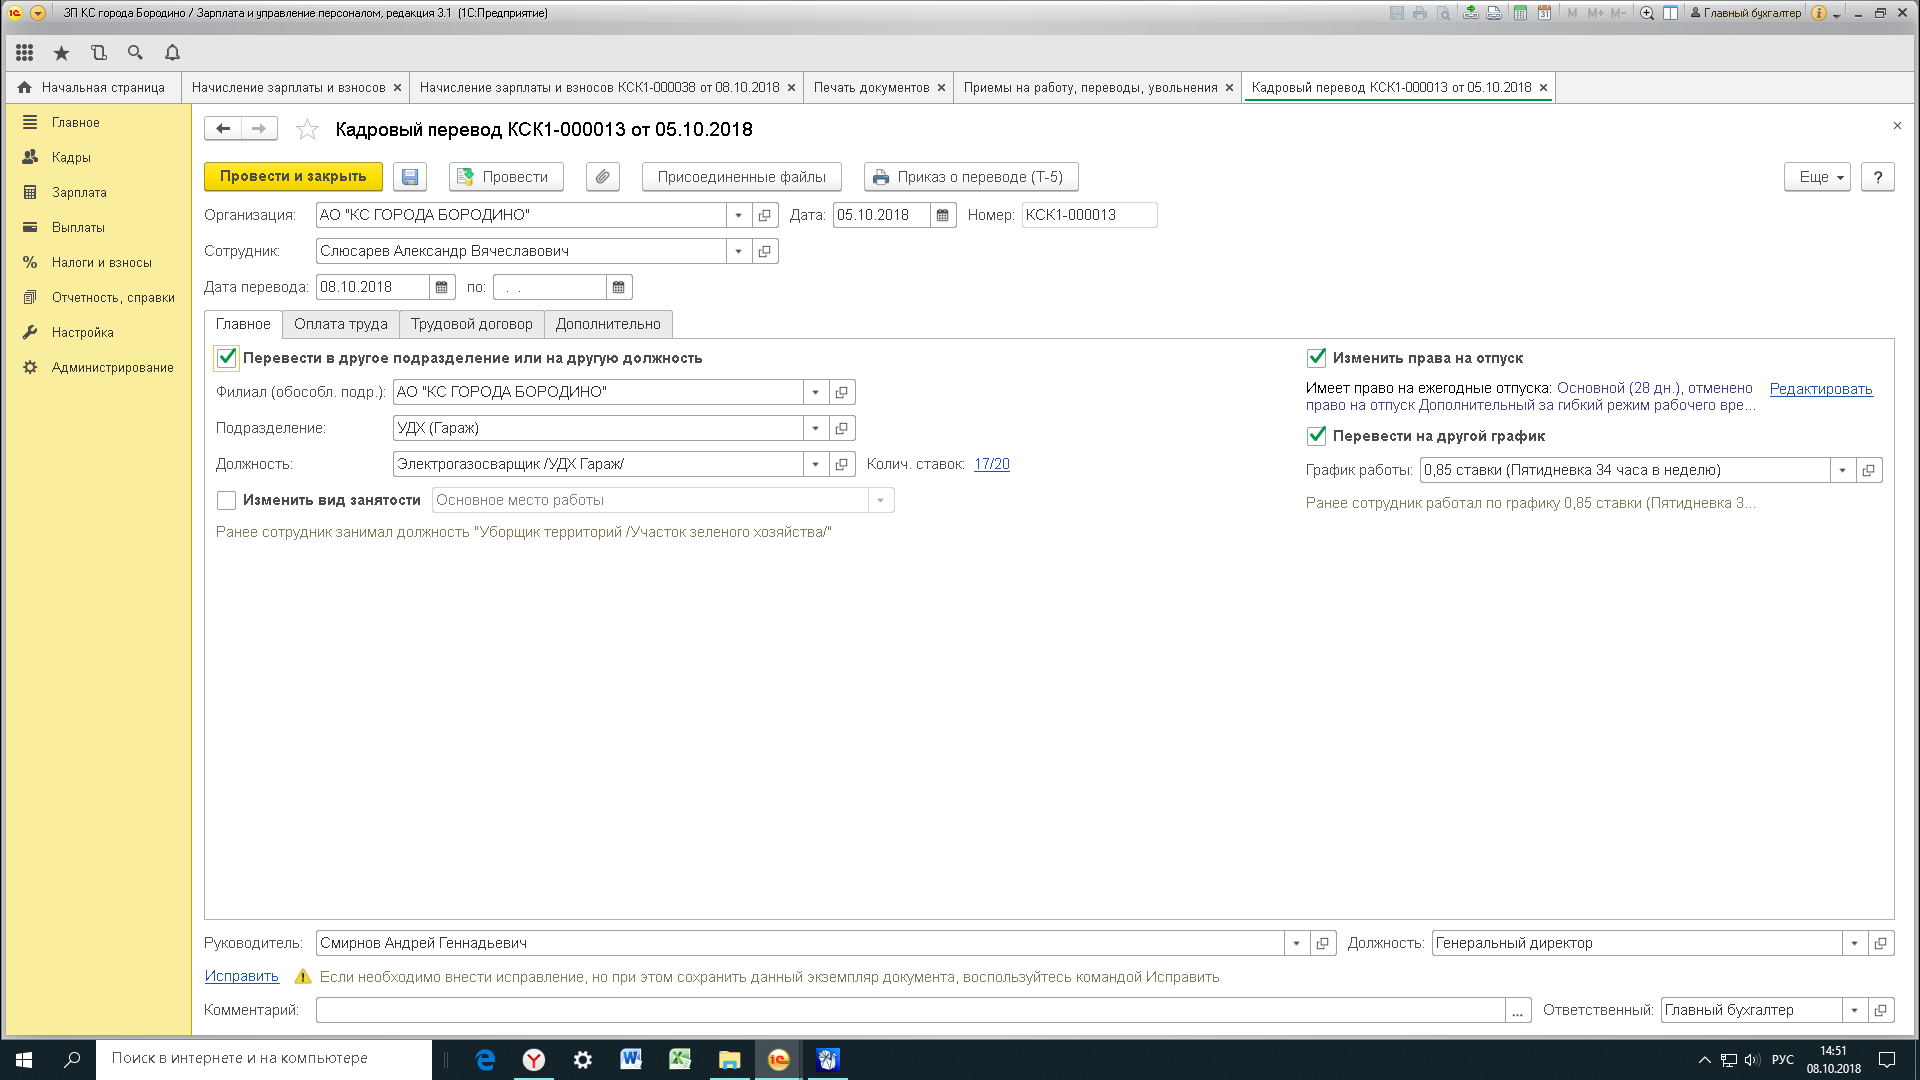 ЗП КС города Бородино / Зарплата и управление персоналом, редакция 3.1 (1С:Предприятие)
M M+ M- Главный бухгалтер
Начальная страница
Начисление зарплаты и взносов
Начисление зарплаты и взносов КСК1-000038 от 08.10.2018
Печать документов
Приемы на работу, переводы, увольнения
Кадровый перевод КСК1-000013 от 05.10.2018
Главное
Кадры
Зарплата
Выплаты
Налоги и взносы
Отчетность, справки
Настройка
Администрирование
Кадровый перевод КСК1-000013 от 05.10.2018
Провести и закрыть Провести Присоединенные файлы Приказ о переводе (Т-5) Еще ?
Организация: АО "КС ГОРОДА БОРОДИНО" Дата: 05.10.2018 Номер: КСК1-000013
Сотрудник: Слюсарев Александр Вячеславович
Дата перевода: 08.10.2018 по: . .
Главное Оплата труда Трудовой договор Дополнительно
Перевести в другое подразделение или на другую должность
Филиал (обособл. подр.): АО "КС ГОРОДА БОРОДИНО"
Подразделение: УДХ (Гараж)
Должность: Электрогазосварщик /УДХ Гараж/ Колич. ставок: 17/20
Изменить вид занятости Основное место работы
Ранее сотрудник занимал должность "Уборщик территорий /Участок зеленого хозяйства/"
Изменить права на отпуск
Имеет право на ежегодные отпуска: Основной (28 дн.), отменено Редактировать
право на отпуск Дополнительный за гибкий режим рабочего вре...
Перевести на другой график
График работы: 0,85 ставки (Пятидневка 34 часа в неделю)
Ранее сотрудник работал по графику 0,85 ставки (Пятидневка 3...
Руководитель: Смирнов Андрей Геннадьевич Должность: Генеральный директор
Исправить Если необходимо внести исправление, но при этом сохранить данный экземпляр документа, воспользуйтесь командой Исправить
Комментарий: ... Ответственный: Главный бухгалтер
Поиск в интернете и на компьютере
РУС
14:51
08.10.2018